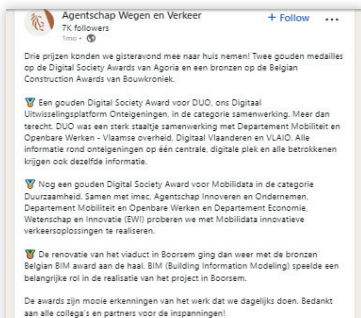 Agentschap Wegen en Verkeer
+ Follow ...
7K followers
1mo •
Drie prijzen konden we gisteravond mee naar huis nemen! Twee gouden medailles
op de Digital Society Awards van Agoria en een bronzen op de Belgian
Construction Awards van Bouwkroniek.
🏅 Een gouden Digital Society Award voor DUO, ons Digitaal
Uitwisselingsplatform Onteigeningen, in de categorie samenwerking. Meer dan
terecht. DUO was een sterk staaltje samenwerking met Departement Mobiliteit en
Openbare Werken - Vlaamse overheid, Digitaal Vlaanderen en VLAIO. Alle
informatie rond onteigeningen op één centrale, digitale plek en alle betrokkenen
krijgen ook dezelfde informatie.
🏅 Nog een gouden Digital Society Award voor Mobilidata in de categorie
Duurzaamheid. Samen met imec, Agentschap Innoveren en Ondernemen,
Departement Mobiliteit en Openbare Werken en Departement Economie,
Wetenschap en Innovatie (EWI) proberen we met Mobilidata innovatieve
verkeersoplossingen te realiseren.
🏅 De renovatie van het viaduct in Boorsem ging dan weer met de bronzen
Belgian BIM award aan de haal. BIM (Building Information Modeling) speelde een
belangrijke rol in de realisatie van het project in Boorsem.
De awards zijn mooie erkenningen van het werk dat we dagelijks doen. Bedankt
aan alle collega's en partners voor de inspanningen!